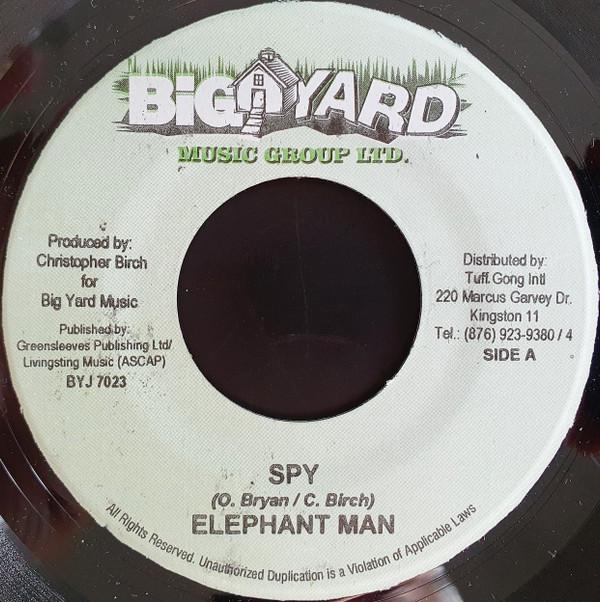 BiG YARD
MUSIC GROUP LTD.
Produced by:
Christopher Birch
for
Big Yard Music
Published by:
Greensleeves Publishing Ltd/
Livingsting Music (ASCAP)
BYJ 7023
Distributed by:
Tuff Gong Intl
220 Marcus Garvey Dr.
Kingston 11
Tel.: (876) 923-9380 / 4
SIDE A
SPY
(O. Bryan / C. Birch)
ELEPHANT MAN
All Rights Reserved. Unauthorized Duplication is a Violation of Applicable Laws